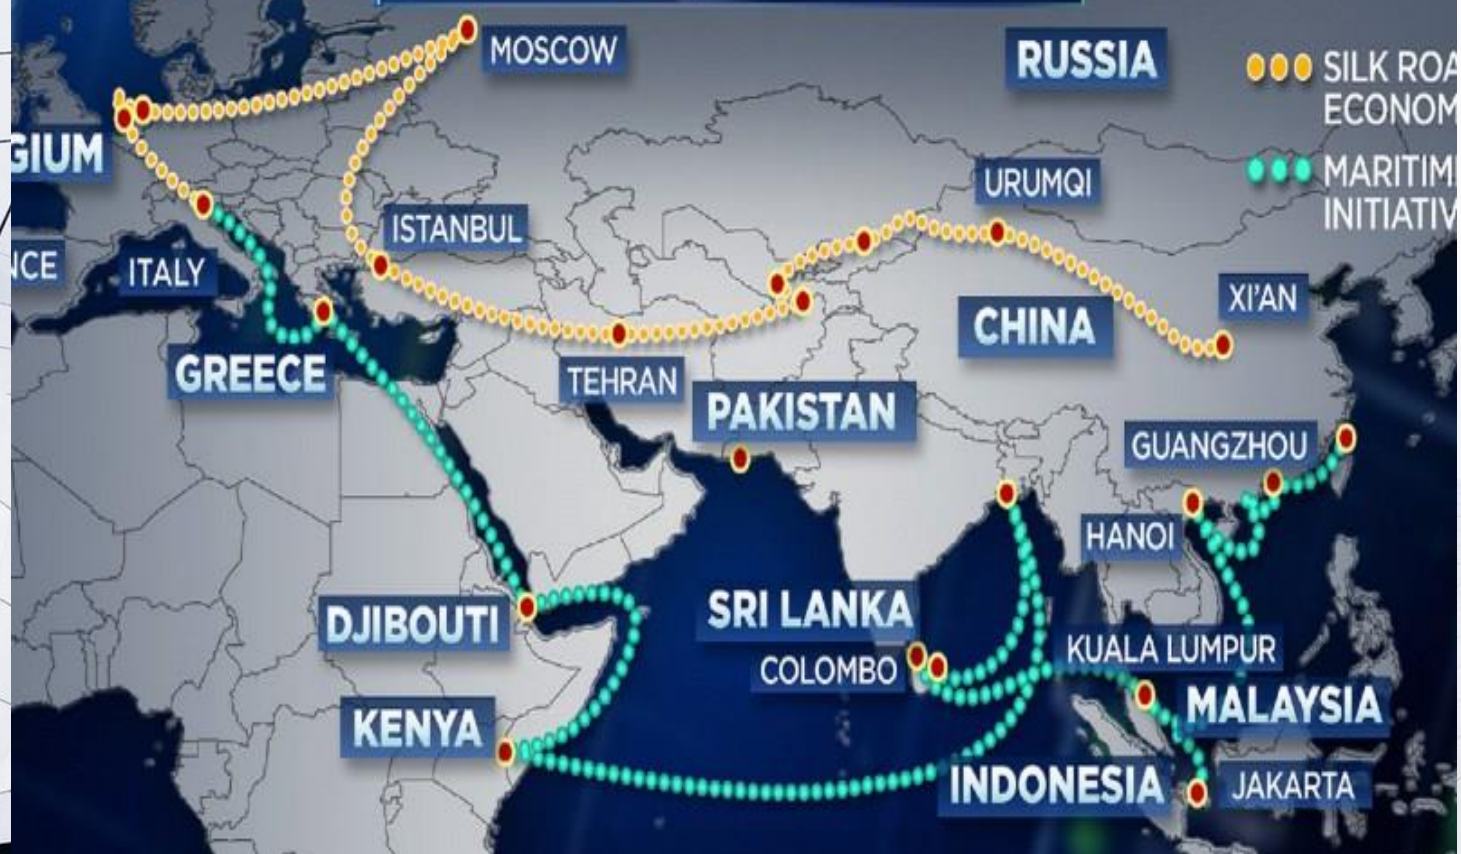 MOSCOW
RUSSIA
SILK ROA
ECONOM
GIUM
MARITIM
INITIATIV
URUMQI
ISTANBUL
NCE
ITALY
XI'AN
CHINA
GREECE
TEHRAN
PAKISTAN
GUANGZHOU
HANOI
DJIBOUTI
SRI LANKA
COLOMBO
KUALA LUMPUR
MALAYSIA
KENYA
INDONESIA
JAKARTA